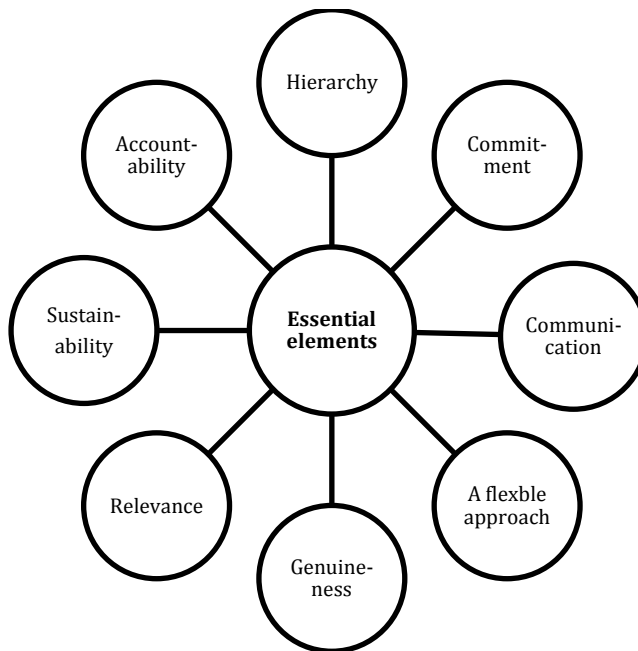 Hierarchy
Commit-
ment
Communi-
cation
A flexble
approach
Genuine-
ness
Relevance
Sustain-
ability
Account-
ability
Essential
elements